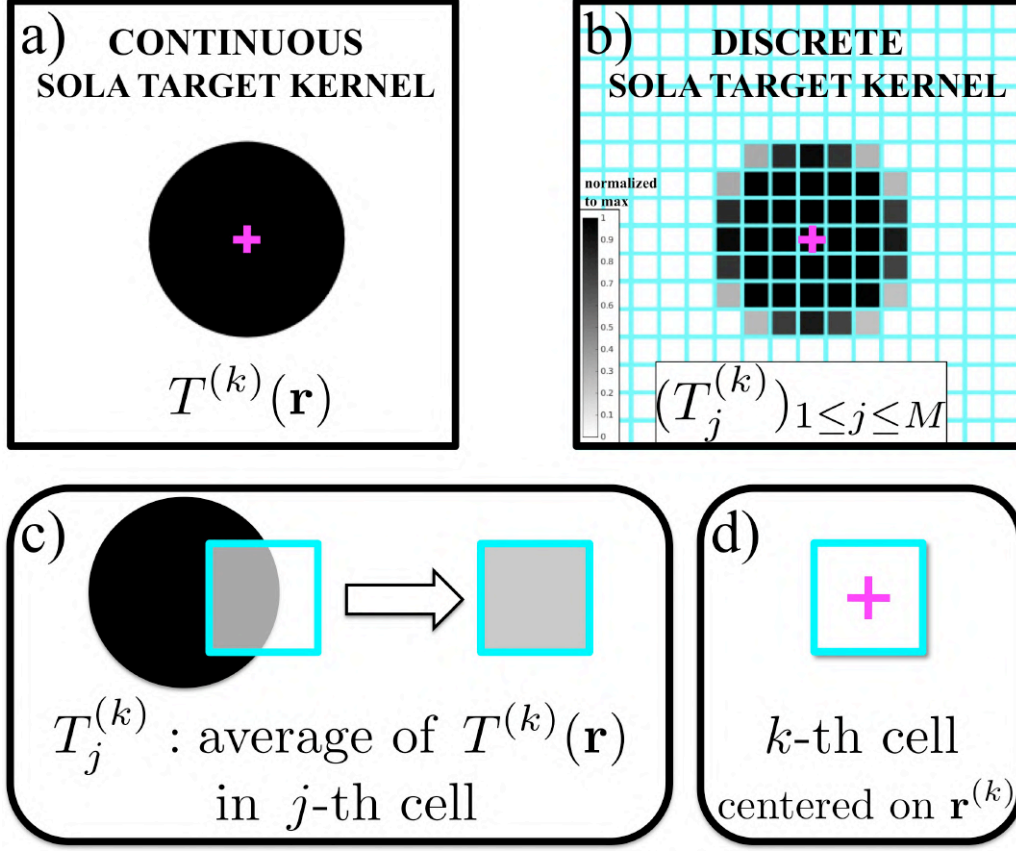 a) CONTINUOUS
SOLA TARGET KERNEL
T^{(k)}(r)
b) DISCRETE
SOLA TARGET KERNEL
normalized
to max
1
0.9
0.8
0.7
0.6
0.5
0.4
0.3
0.2
0.1
0
(T_j^{(k)})_{1≤j≤M}
c)
T_j^{(k)} : average of T^{(k)}(r)
in j-th cell
d)
k-th cell
centered on r^{(k)}